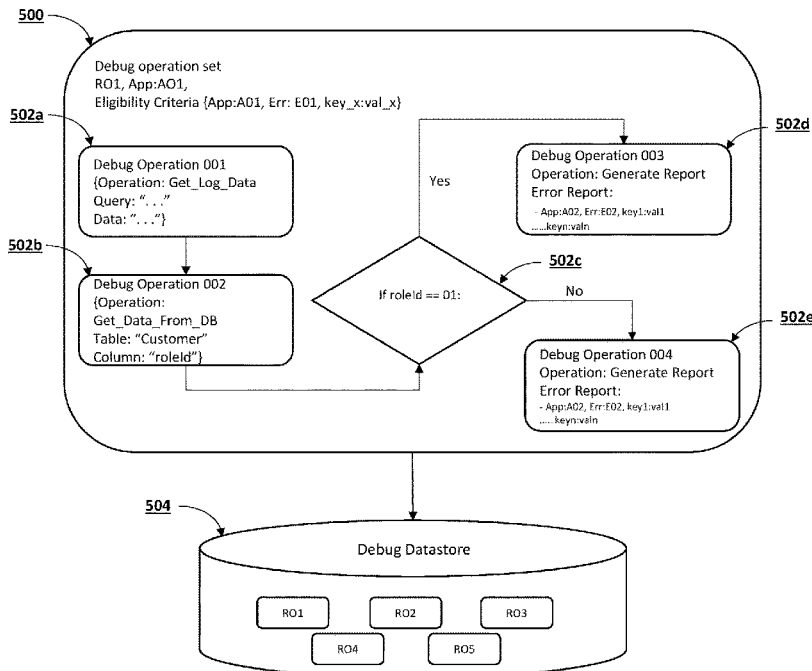 500
Debug operation set
RO1, App:AO1,
Eligibility Criteria {App:A01, Err: E01, key_x:val_x}
502a
Debug Operation 001
{Operation: Get_Log_Data
Query: “. . .”
Data: “. . .”}
502b
Debug Operation 002
{Operation:
Get_Data_From_DB
Table: “Customer”
Column: “roleId”}
502c
If roleId == 01:
Yes
No
502d
Debug Operation 003
Operation: Generate Report
Error Report:
- App:A02, Err:E02, key1:val1
......keyn:valn
502e
Debug Operation 004
Operation: Generate Report
Error Report:
- App:A02, Err:E02, key1:val1
......keyn:valn
504
Debug Datastore
RO1
RO2
RO3
RO4
RO5